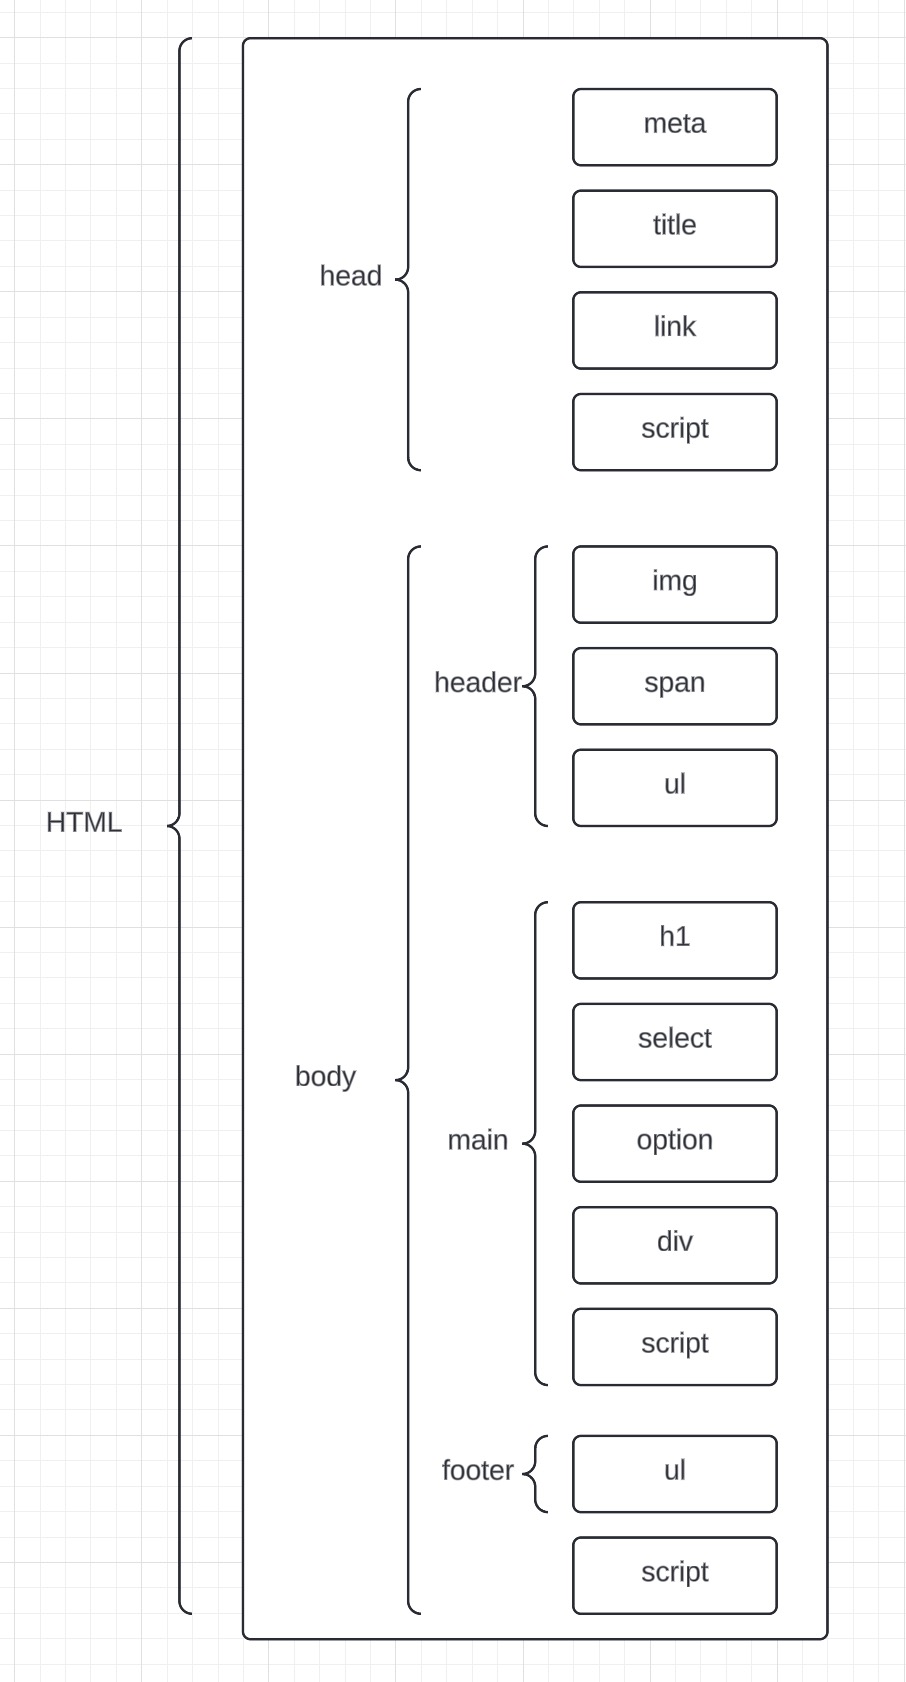 meta
title
head
link
script
img
header
span
ul
HTML
h1
select
body
main
option
div
script
footer
ul
script